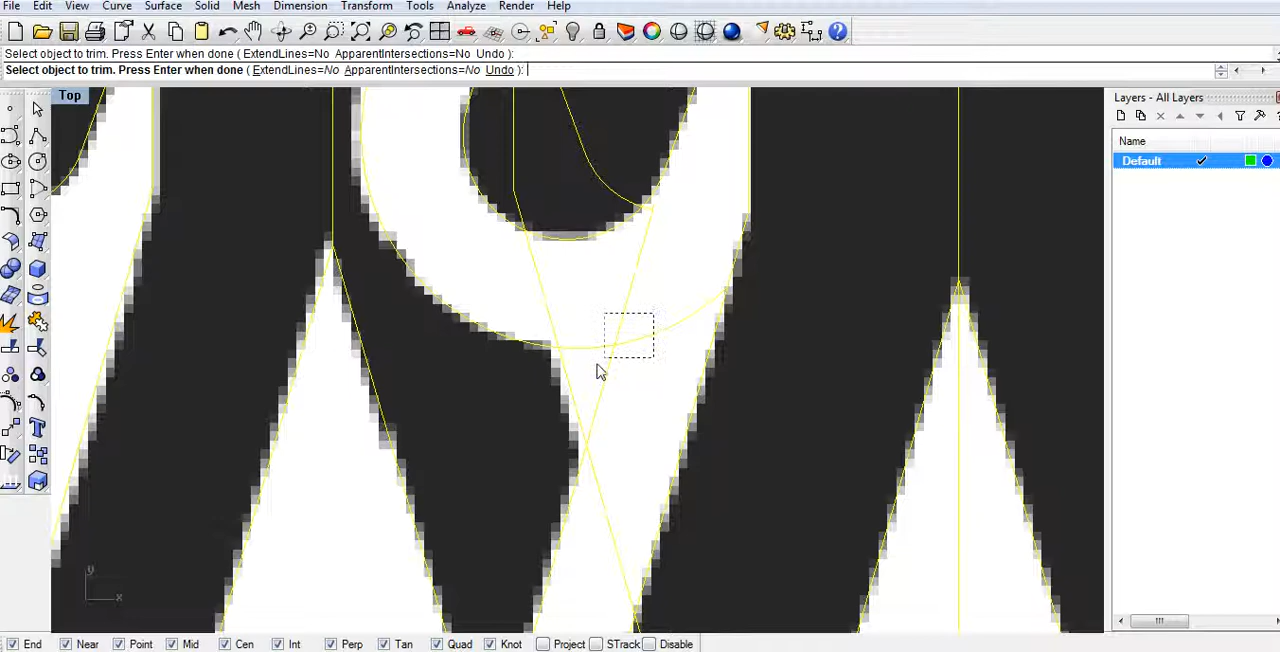 File Edit View Curve Surface Solid Mesh Dimension Transform Tools Analyze Render Help
Select object to trim. Press Enter when done ( ExtendLines=No ApparentIntersections=No Undo ):
Select object to trim. Press Enter when done ( ExtendLines=No ApparentIntersections=No Undo ):
Top
Layers - All Layers
Name
Default
y
x
End Near Point Mid Cen Int Perp Tan Quad Knot Project STrack Disable